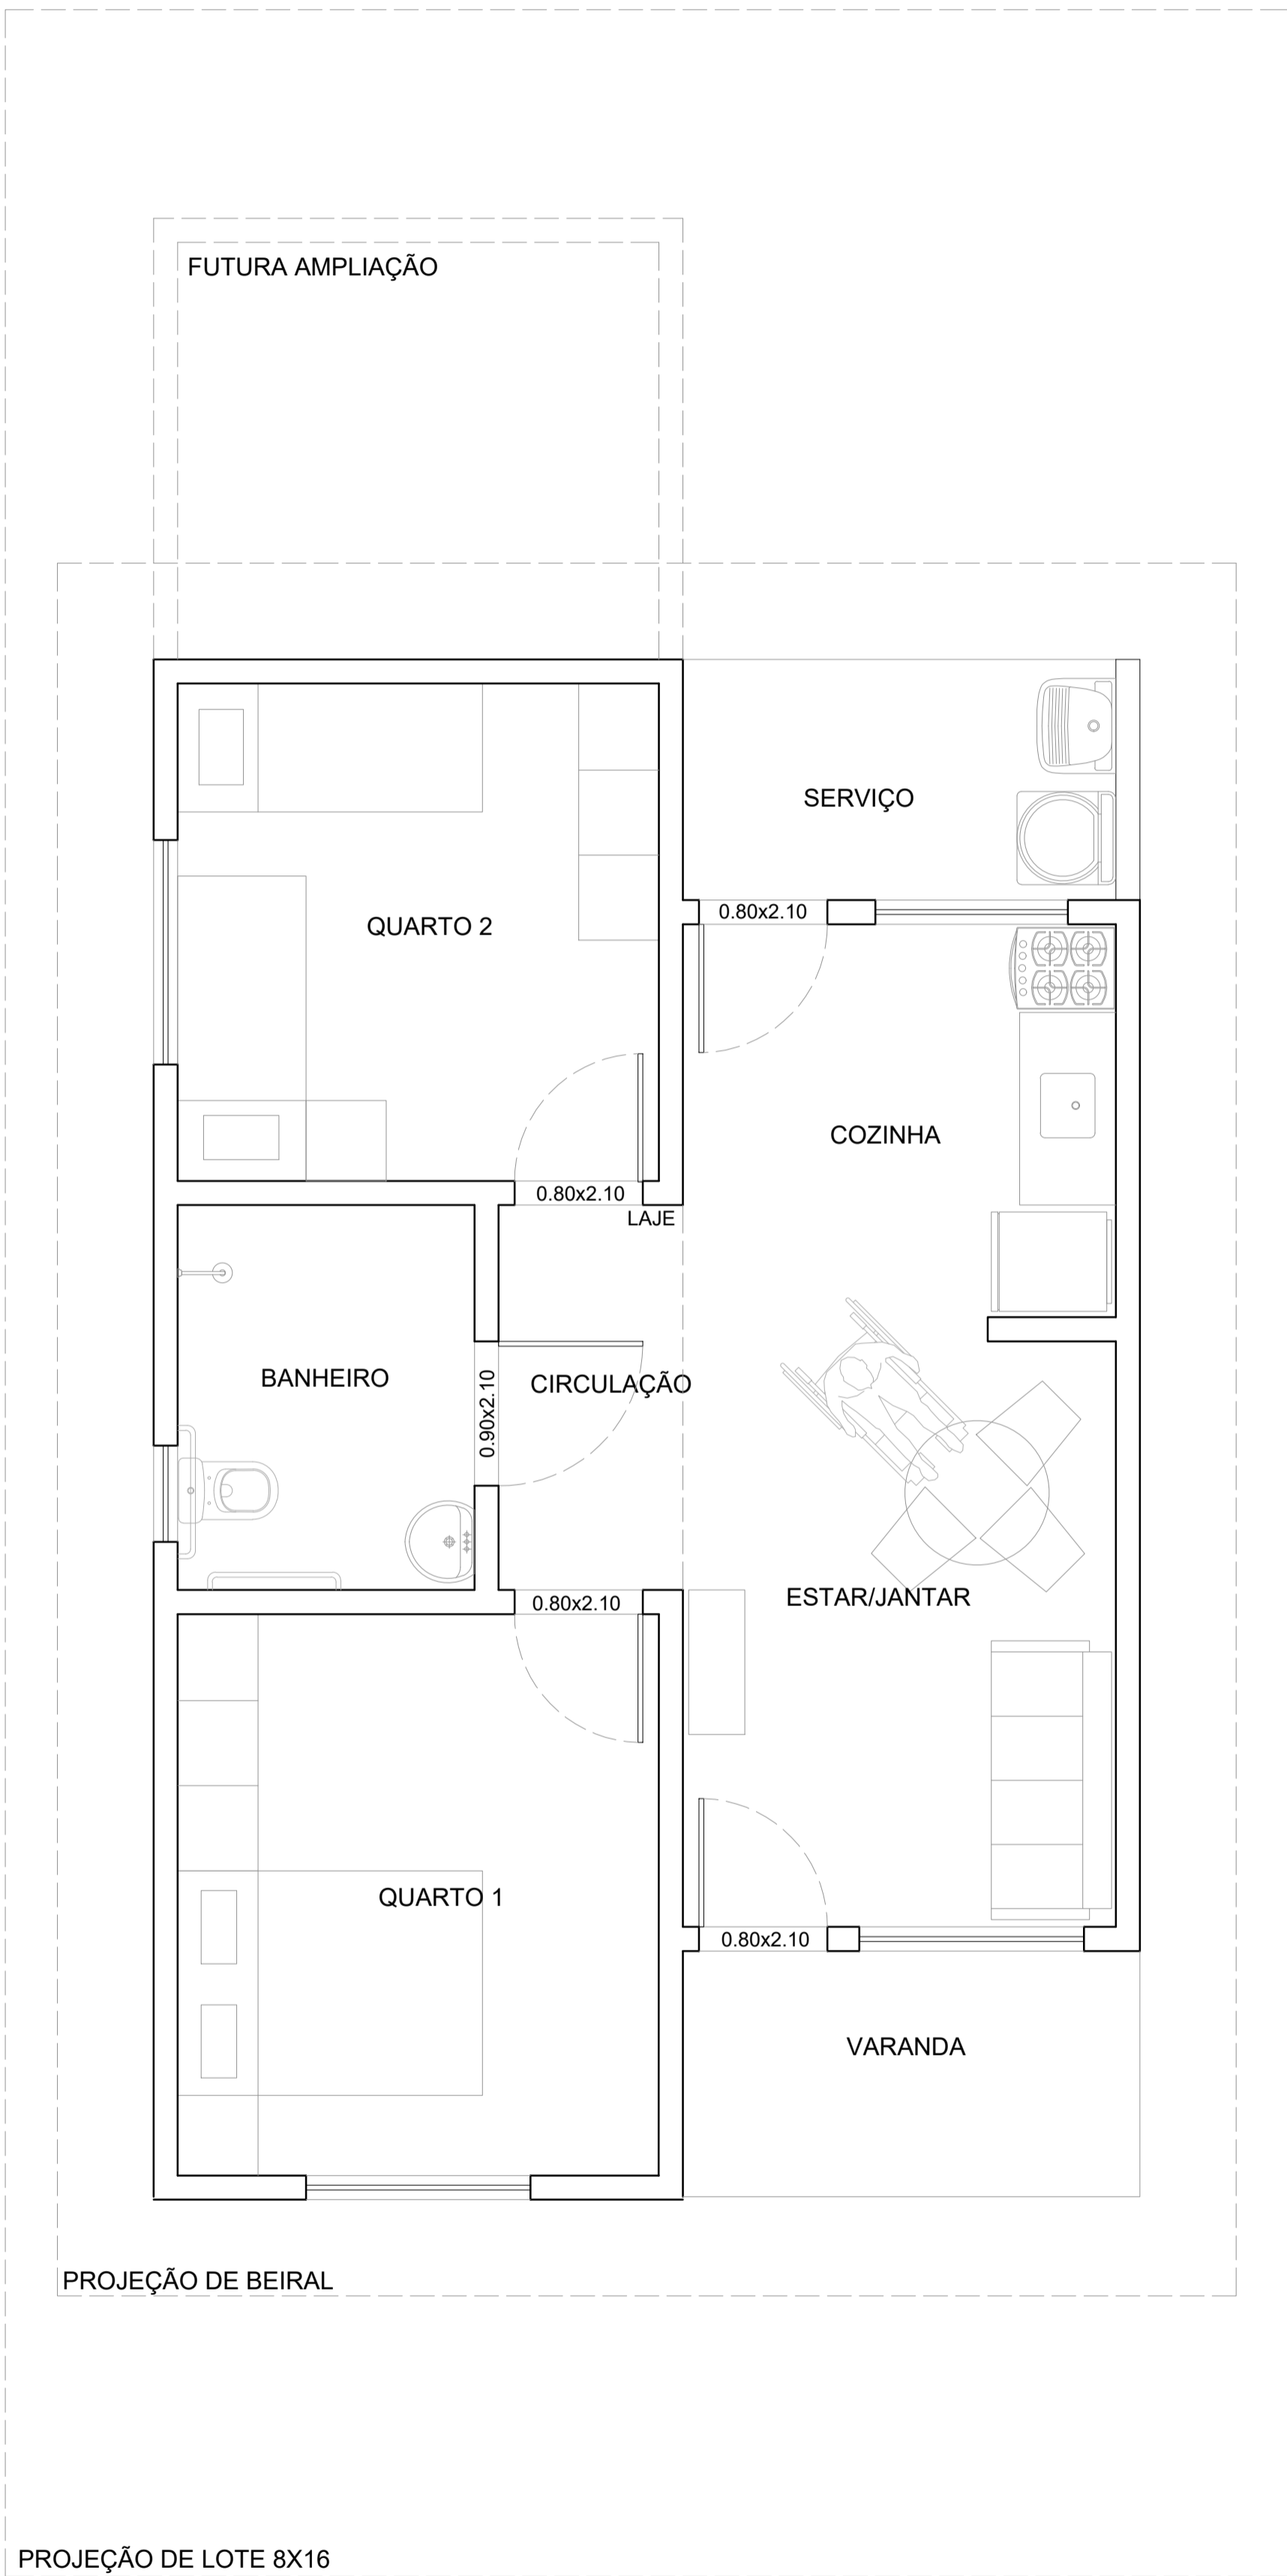 FUTURA AMPLIAÇÃO
SERVIÇO
0.80x2.10
QUARTO 2
COZINHA
0.80x2.10
LAJE
BANHEIRO
0.90x2.10
CIRCULAÇÃO
ESTAR/JANTAR
0.80x2.10
QUARTO 1
0.80x2.10
VARANDA
PROJEÇÃO DE BEIRAL
PROJEÇÃO DE LOTE 8X16